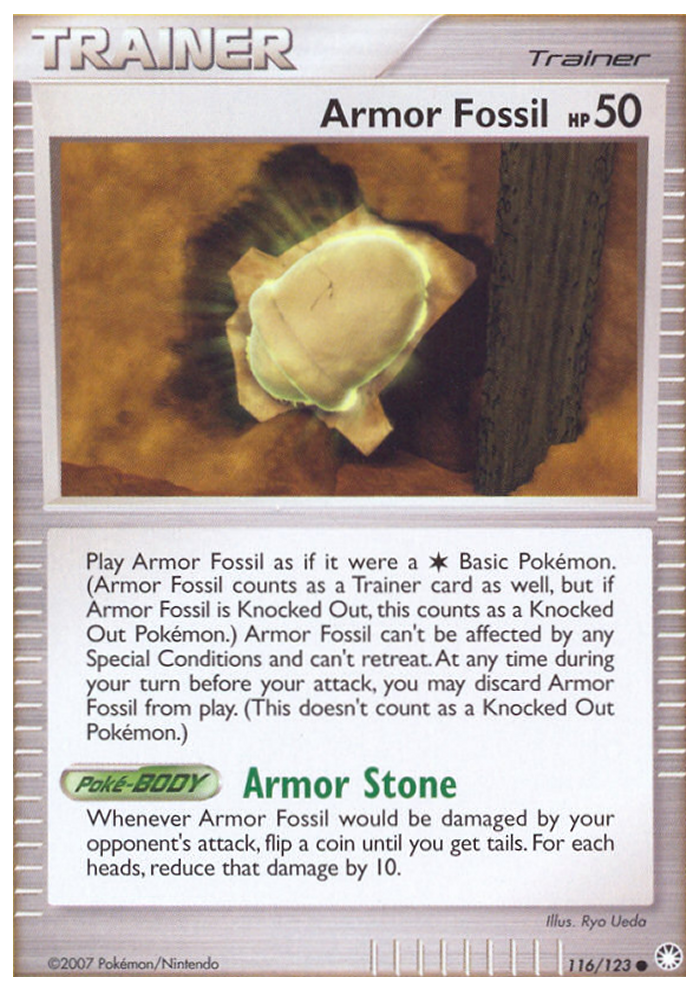 TRAINER
Trainer
Armor Fossil HP 50
Play Armor Fossil as if it were a ✶ Basic Pokémon.
(Armor Fossil counts as a Trainer card as well, but if
Armor Fossil is Knocked Out, this counts as a Knocked
Out Pokémon.) Armor Fossil can't be affected by any
Special Conditions and can't retreat. At any time during
your turn before your attack, you may discard Armor
Fossil from play. (This doesn't count as a Knocked Out
Pokémon.)
Poké-BODY Armor Stone
Whenever Armor Fossil would be damaged by your
opponent's attack, flip a coin until you get tails. For each
heads, reduce that damage by 10.
Illus. Ryo Ueda
©2007 Pokémon/Nintendo
116/123 ●